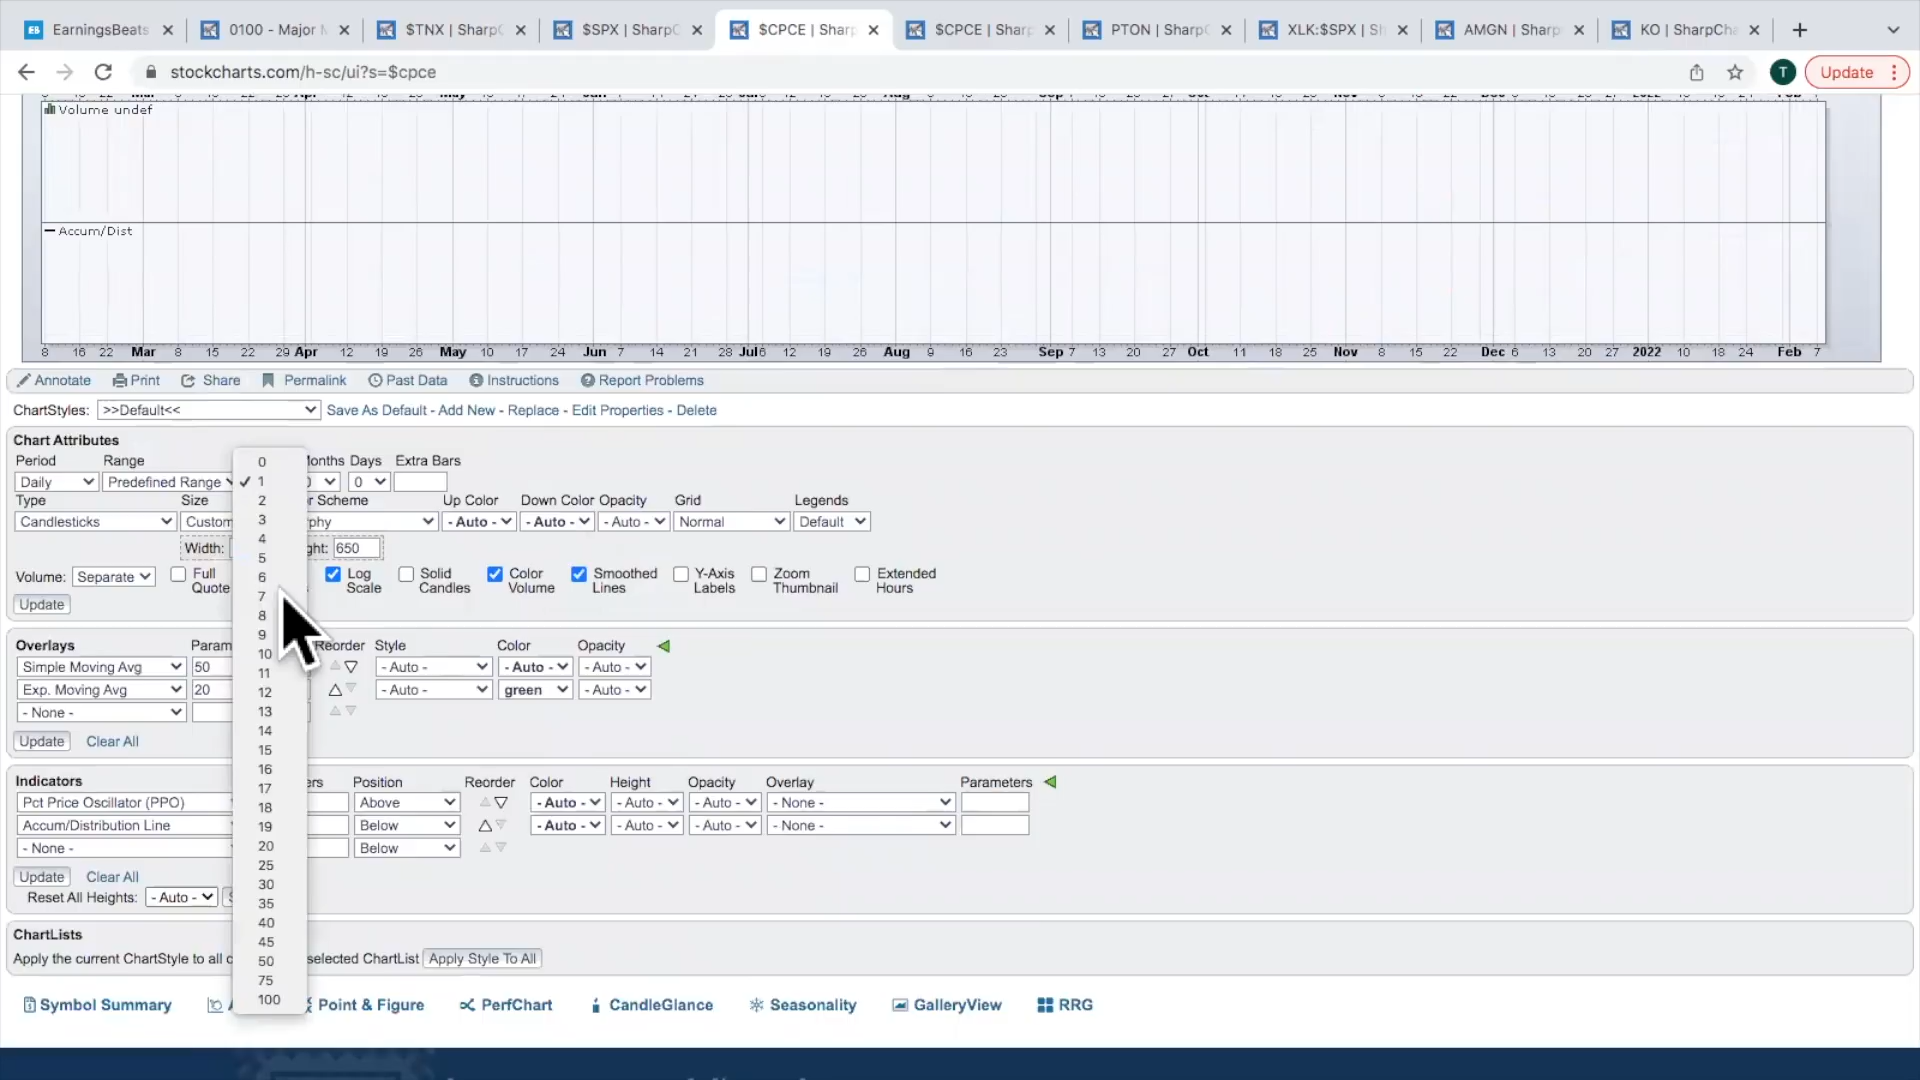 EarningsBeats
0100 - Major M
$TNX | SharpC
$SPX | SharpC
$CPCE | Sharp
$CPCE | Sharp
PTON | SharpC
XLK:$SPX | Sh
AMGN | Sharp
KO | SharpCha
stockcharts.com/h-sc/ui?s=$cpce
T
Update
Volume undef
Accum/Dist
8 16 22 Mar 8 15 22 29 Apr 12 19 26 May 10 17 24 Jun 7 14 21 28 Jul 6 12 19 26 Aug 9 16 23 Sep 7 13 20 27 Oct 11 18 25 Nov 8 15 22 Dec 6 13 20 27 2022 10 18 24 Feb 7
Annotate Print Share Permalink Past Data Instructions Report Problems
ChartStyles: >>Default<< Save As Default - Add New - Replace - Edit Properties - Delete
Chart Attributes
Period Range onths Days Extra Bars
Daily Predefined Range 0
Type Size r Scheme Up Color Down Color Opacity Grid Legends
Candlesticks Custom phy - Auto - - Auto - - Auto - Normal Default
Width: ght: 650
Volume: Separate Full Quote Log Scale Solid Candles Color Volume Smoothed Lines Y-Axis Labels Zoom Thumbnail Extended Hours
Update
0
✓ 1
2
3
4
5
6
7
8
9
10
11
12
13
14
15
16
17
18
19
20
25
30
35
40
45
50
75
100
Overlays Param Reorder Style Color Opacity
Simple Moving Avg 50 - Auto - - Auto - - Auto -
Exp. Moving Avg 20 - Auto - green - Auto -
- None -
Update Clear All
Indicators ers Position Reorder Color Height Opacity Overlay Parameters
Pct Price Oscillator (PPO) Above - Auto - - Auto - - Auto - - None -
Accum/Distribution Line Below - Auto - - Auto - - Auto - - None -
- None - Below
Update Clear All
Reset All Heights: - Auto -
ChartLists
Apply the current ChartStyle to all c selected ChartList Apply Style To All
Symbol Summary A Point & Figure PerfChart CandleGlance Seasonality GalleryView RRG